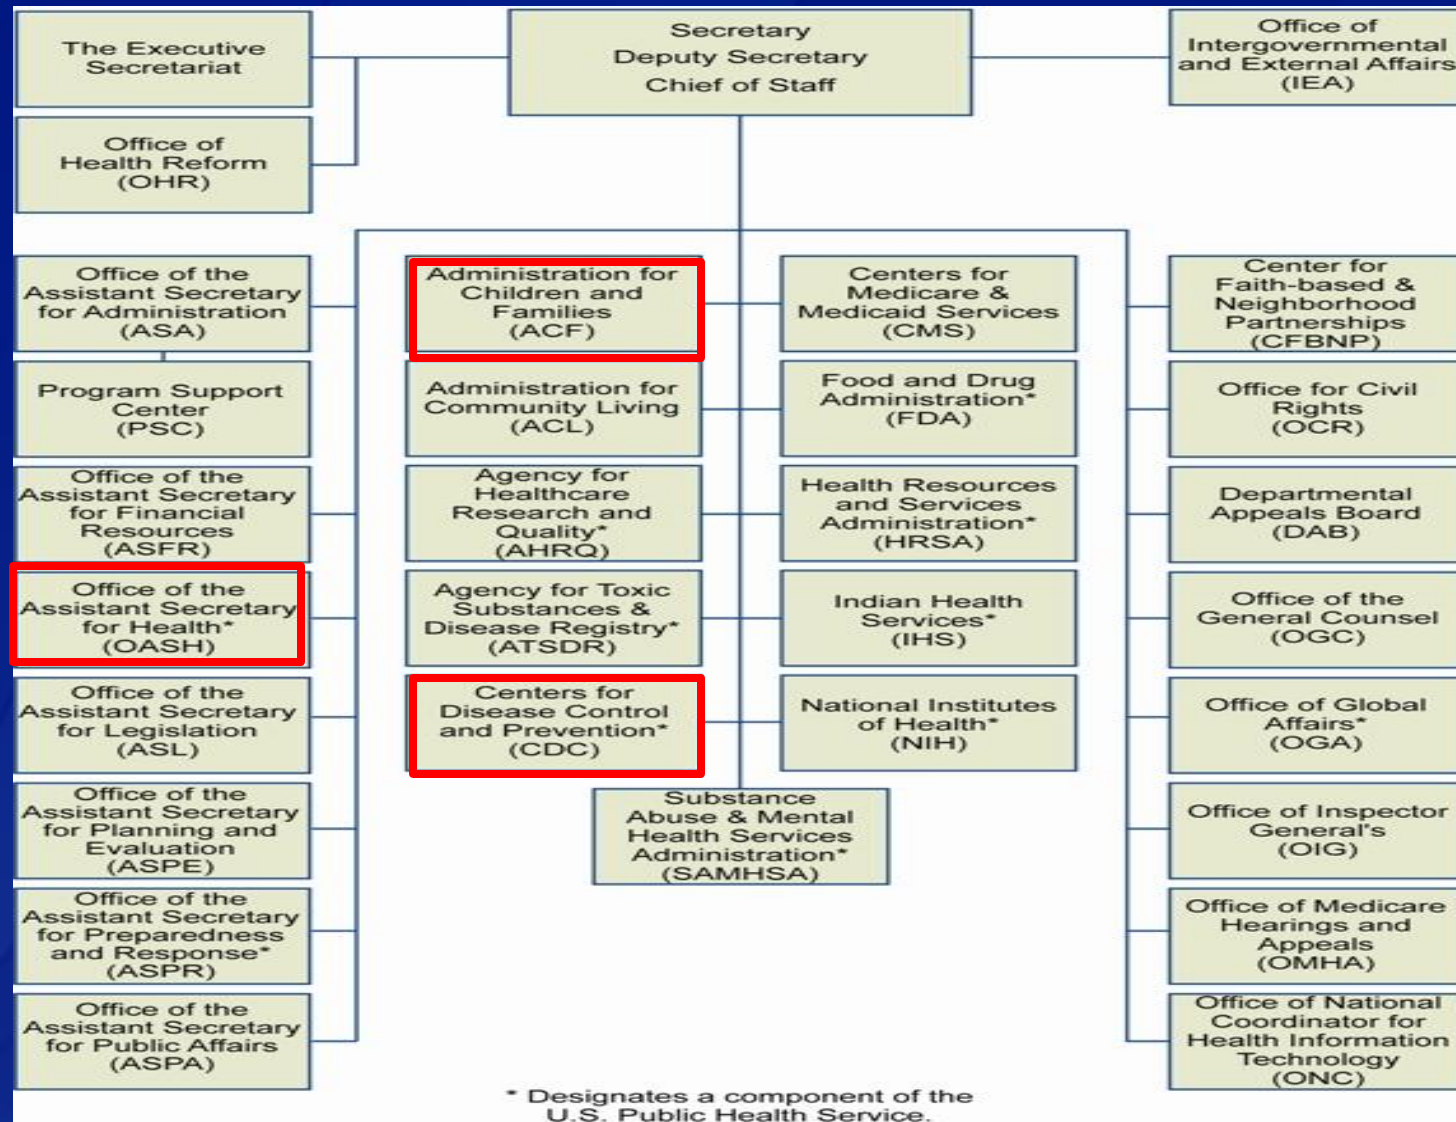 The Executive
Secretariat
Secretary
Deputy Secretary
Chief of Staff
Office of
Intergovernmental
and External Affairs
(IEA)
Office of
Health Reform
(OHR)
Office of the
Assistant Secretary
for Administration
(ASA)
Program Support
Center
(PSC)
Office of the
Assistant Secretary
for Financial
Resources
(ASFR)
Office of the
Assistant Secretary
for Health*
(OASH)
Office of the
Assistant Secretary
for Legislation
(ASL)
Office of the
Assistant Secretary
for Planning and
Evaluation
(ASPE)
Office of the
Assistant Secretary
for Preparedness
and Response*
(ASPR)
Office of the
Assistant Secretary
for Public Affairs
(ASPA)
Administration for
Children and
Families
(ACF)
Administration for
Community Living
(ACL)
Agency for
Healthcare
Research and
Quality*
(AHRQ)
Agency for Toxic
Substances &
Disease Registry*
(ATSDR)
Centers for
Disease Control
and Prevention*
(CDC)
Centers for
Medicare &
Medicaid Services
(CMS)
Food and Drug
Administration*
(FDA)
Health Resources
and Services
Administration*
(HRSA)
Indian Health
Services*
(IHS)
National Institutes
of Health*
(NIH)
Substance
Abuse & Mental
Health Services
Administration*
(SAMHSA)
Center for
Faith-based &
Neighborhood
Partnerships
(CFBNP)
Office for Civil
Rights
(OCR)
Departmental
Appeals Board
(DAB)
Office of the
General Counsel
(OGC)
Office of Global
Affairs*
(OGA)
Office of Inspector
General's
(OIG)
Office of Medicare
Hearings and
Appeals
(OMHA)
Office of National
Coordinator for
Health Information
Technology
(ONC)
* Designates a component of the
U.S. Public Health Service.